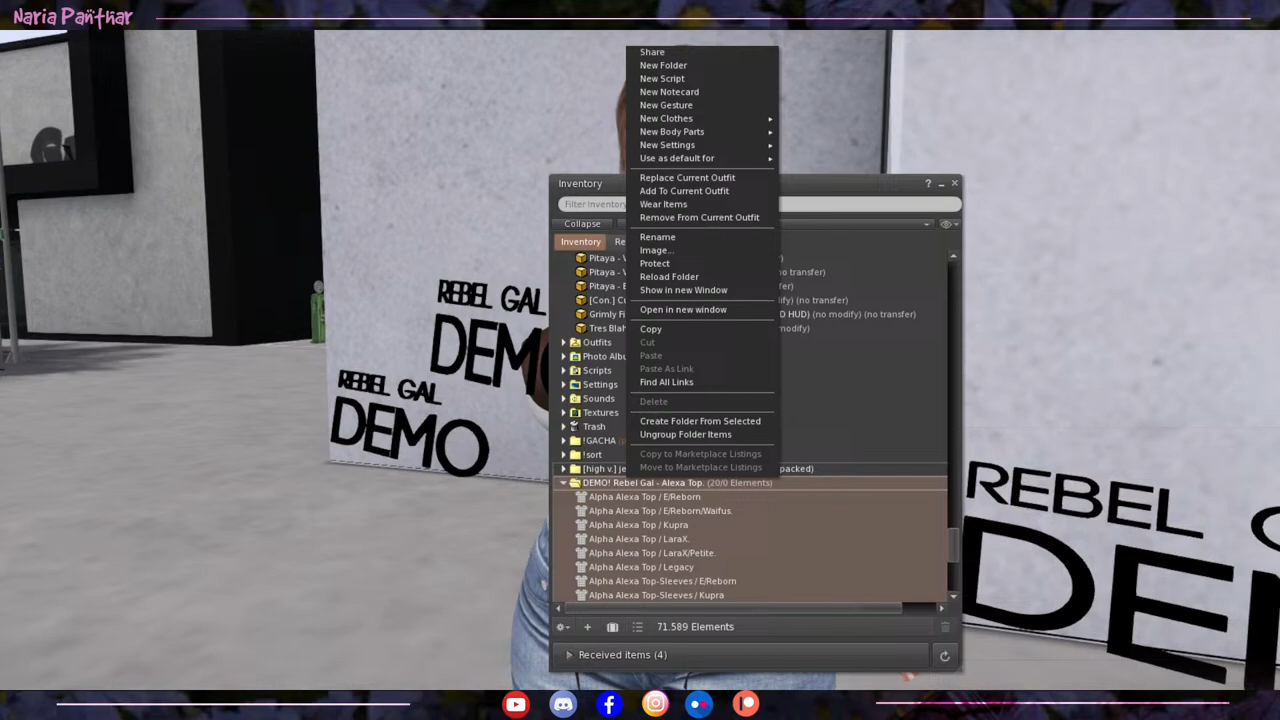 Naria Panthar
Share
New Folder
New Script
New Notecard
New Gesture
New Clothes
New Body Parts
New Settings
Use as default for
Replace Current Outfit
Add To Current Outfit
Wear Items
Remove From Current Outfit
Rename
Image...
Protect
Reload Folder
Show in new Window
Open in new window
Copy
Cut
Paste
Paste As Link
Find All Links
Delete
Create Folder From Selected
Ungroup Folder Items
Copy to Marketplace Listings
Move to Marketplace Listings
Inventory
?
Filter Inventory
Collapse
Inventory
Pitaya -
Pitaya - (no transfer)
Pitaya -
[Con.] (no transfer)
Grimly HUD) (no modify) (no transfer)
Tres Blah modify)
Outfits
Photo
Scripts
Settings
Sounds
Textures
Trash
!GACHA
!sort
[high v.] packed)
DEMO! Rebel Gal - Alexa Top. (20/0 Elements)
Alpha Alexa Top / E/Reborn
Alpha Alexa Top / E/Reborn/Waifus.
Alpha Alexa Top / Kupra
Alpha Alexa Top / LaraX.
Alpha Alexa Top / LaraX/Petite.
Alpha Alexa Top / Legacy
Alpha Alexa Top-Sleeves / E/Reborn
Alpha Alexa Top-Sleeves / Kupra
71.589 Elements
Received items (4)
REBEL GAL
REBEL GAL
DEMO
REBEL